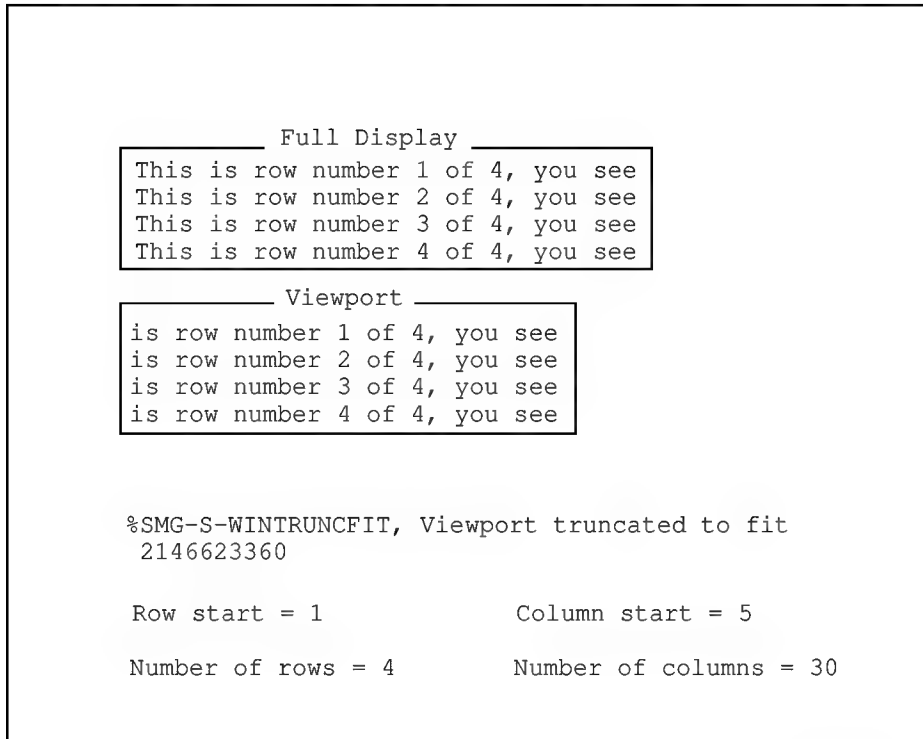 Full Display
This is row number 1 of 4, you see
This is row number 2 of 4, you see
This is row number 3 of 4, you see
This is row number 4 of 4, you see
Viewport
is row number 1 of 4, you see
is row number 2 of 4, you see
is row number 3 of 4, you see
is row number 4 of 4, you see
%SMG-S-WINTRUNCFIT, Viewport truncated to fit
2146623360
Row start = 1 Column start = 5
Number of rows = 4 Number of columns = 30